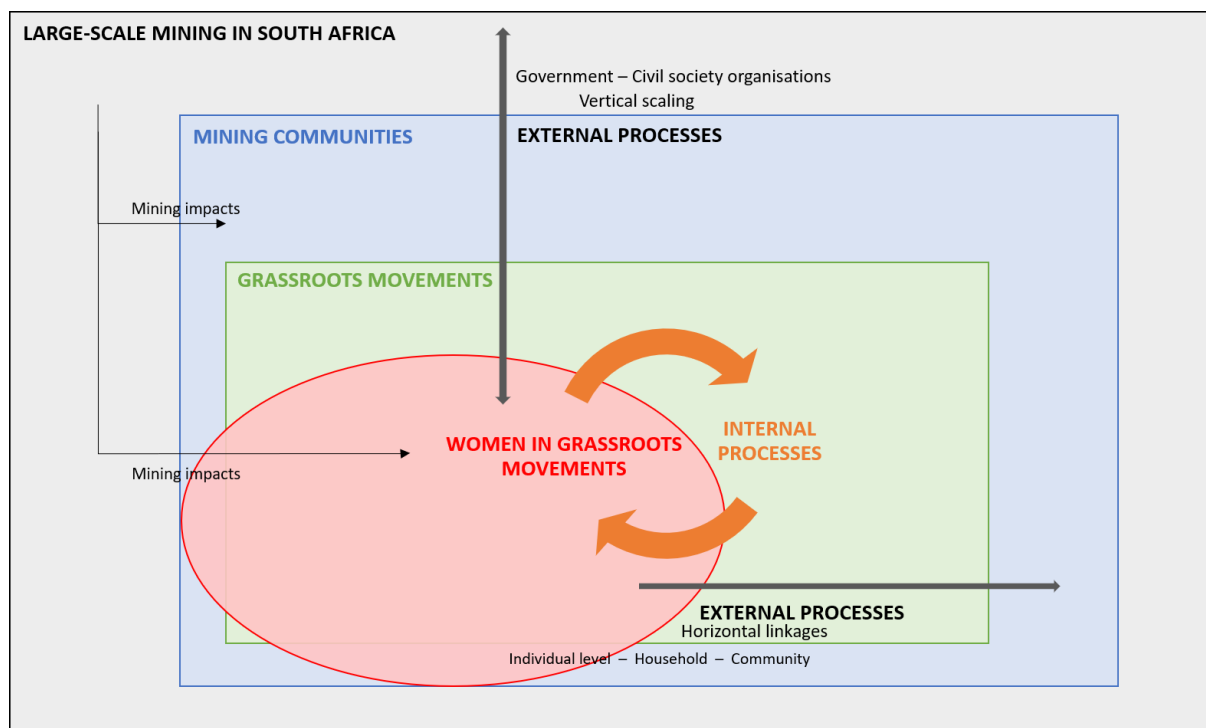 LARGE-SCALE MINING IN SOUTH AFRICA
Government – Civil society organisations
Vertical scaling
MINING COMMUNITIES
EXTERNAL PROCESSES
Mining impacts
GRASSROOTS MOVEMENTS
INTERNAL
PROCESSES
WOMEN IN GRASSROOTS
MOVEMENTS
Mining impacts
EXTERNAL PROCESSES
Horizontal linkages
Individual level – Household – Community